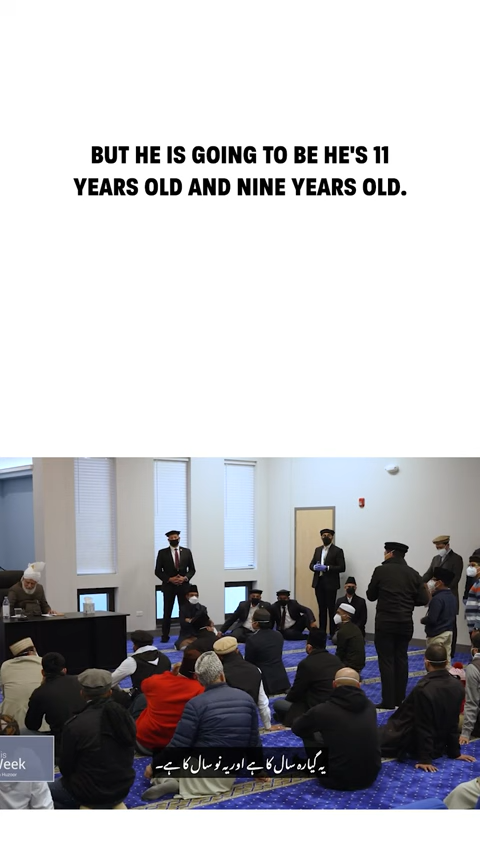 BUT HE IS GOING TO BE HE'S 11
YEARS OLD AND NINE YEARS OLD.
یہ گیارہ سال کا ہے اور یہ نو سال کا ہے۔
is
Week